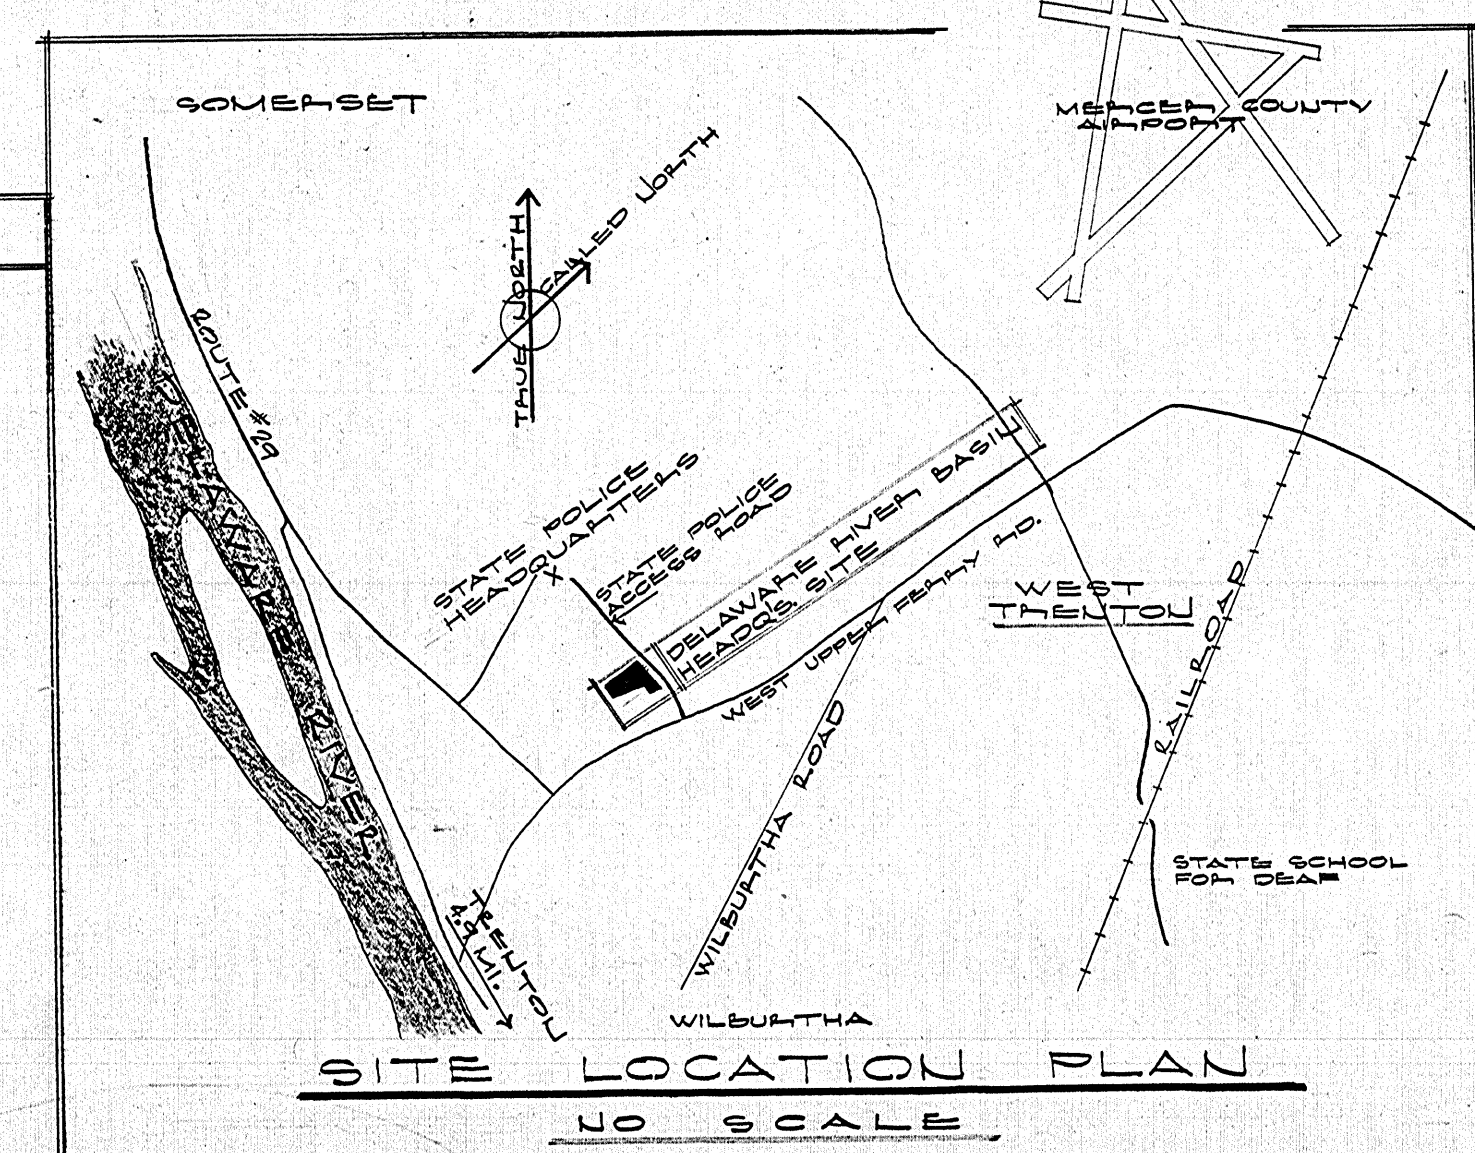 SOMERSET
MERCER COUNTY
AIRPORT
CALLED NORTH
TRUE NORTH
ROUTE #29
DELAWARE RIVER
STATE POLICE
HEADQUARTERS
X
STATE POLICE
ACCESS ROAD
DELAWARE RIVER BASIN
HEADQ'S. SITE
WEST UPPER FERRY RD.
WEST
TRENTON
RAILROAD
WILBURTHA ROAD
STATE SCHOOL
FOR DEAF
TRENTON
4.9 MI.
WILBURTHA
SITE LOCATION PLAN
NO SCALE